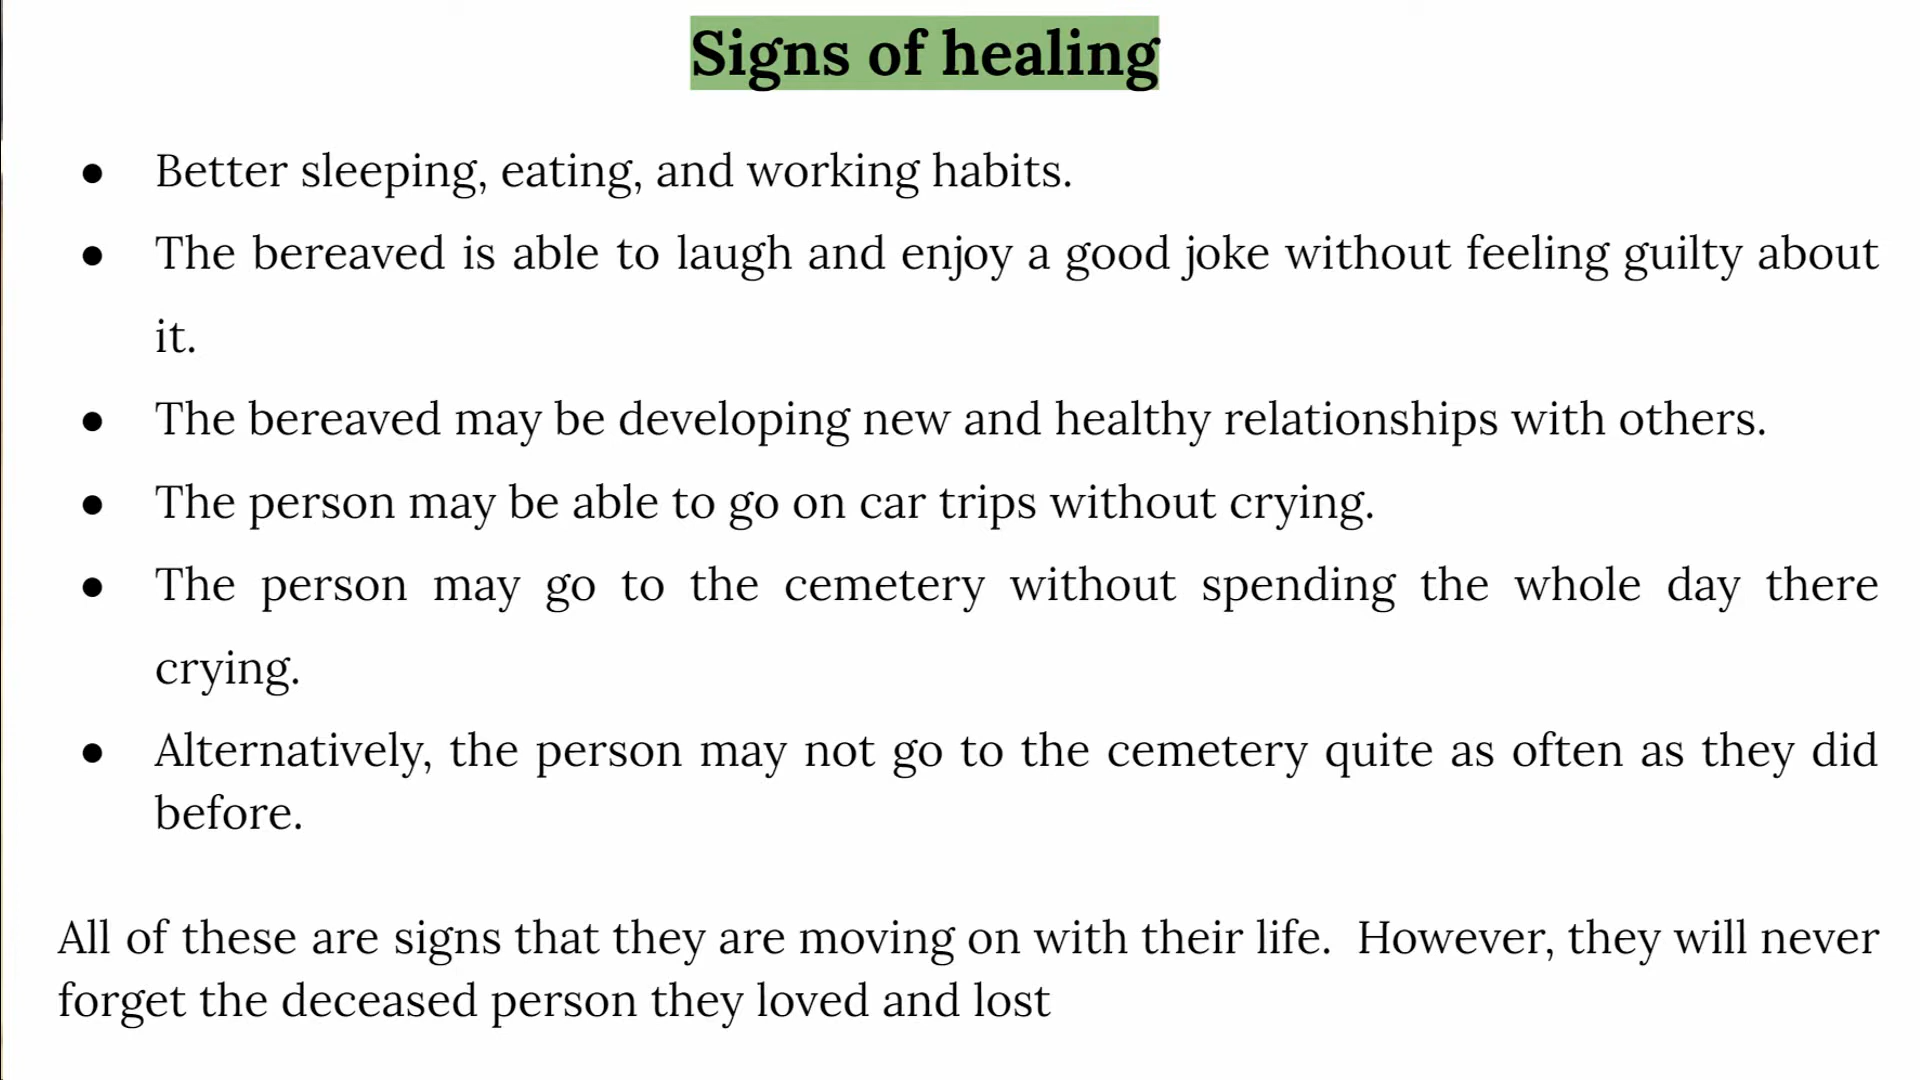 Signs of healing
● Better sleeping, eating, and working habits.
● The bereaved is able to laugh and enjoy a good joke without feeling guilty about
it.
● The bereaved may be developing new and healthy relationships with others.
● The person may be able to go on car trips without crying.
● The person may go to the cemetery without spending the whole day there
crying.
● Alternatively, the person may not go to the cemetery quite as often as they did
before.
All of these are signs that they are moving on with their life.  However, they will never
forget the deceased person they loved and lost